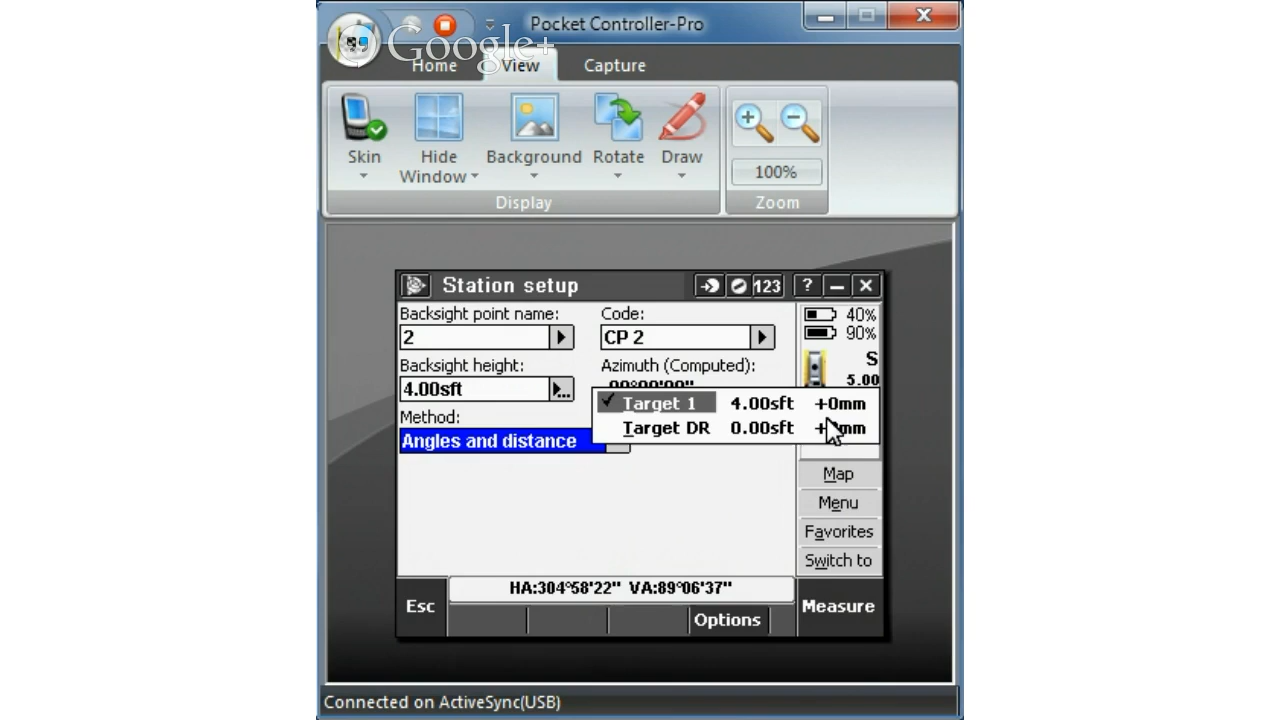 Pocket Controller-Pro
Google+
Home View Capture
Skin Hide Window Background Rotate Draw
100%
Display Zoom
Station setup 123 ?
Backsight point name: Code:
2 CP 2
40%
90%
Backsight height: Azimuth (Computed):
4.00sft ...
S
5.00
Method:
Target 1 4.00sft +0mm
Target DR 0.00sft
Angles and distance
Map
Menu
Favorites
Switch to
HA:304°58'22" VA:89°06'37"
Esc Options Measure
Connected on ActiveSync(USB)